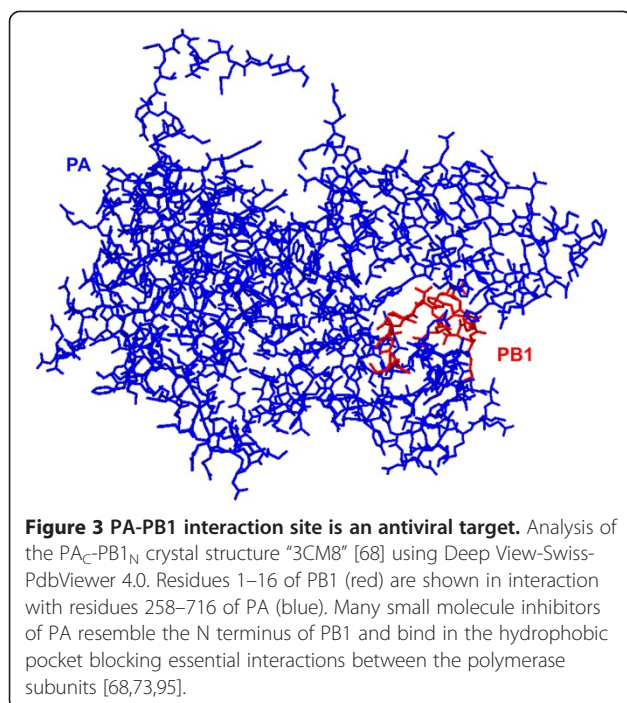 PA
PB1
Figure 3 PA-PB1 interaction site is an antiviral target. Analysis of
the PAC-PB1N crystal structure “3CM8” [68] using Deep View-Swiss-
PdbViewer 4.0. Residues 1–16 of PB1 (red) are shown in interaction
with residues 258–716 of PA (blue). Many small molecule inhibitors
of PA resemble the N terminus of PB1 and bind in the hydrophobic
pocket blocking essential interactions between the polymerase
subunits [68,73,95].